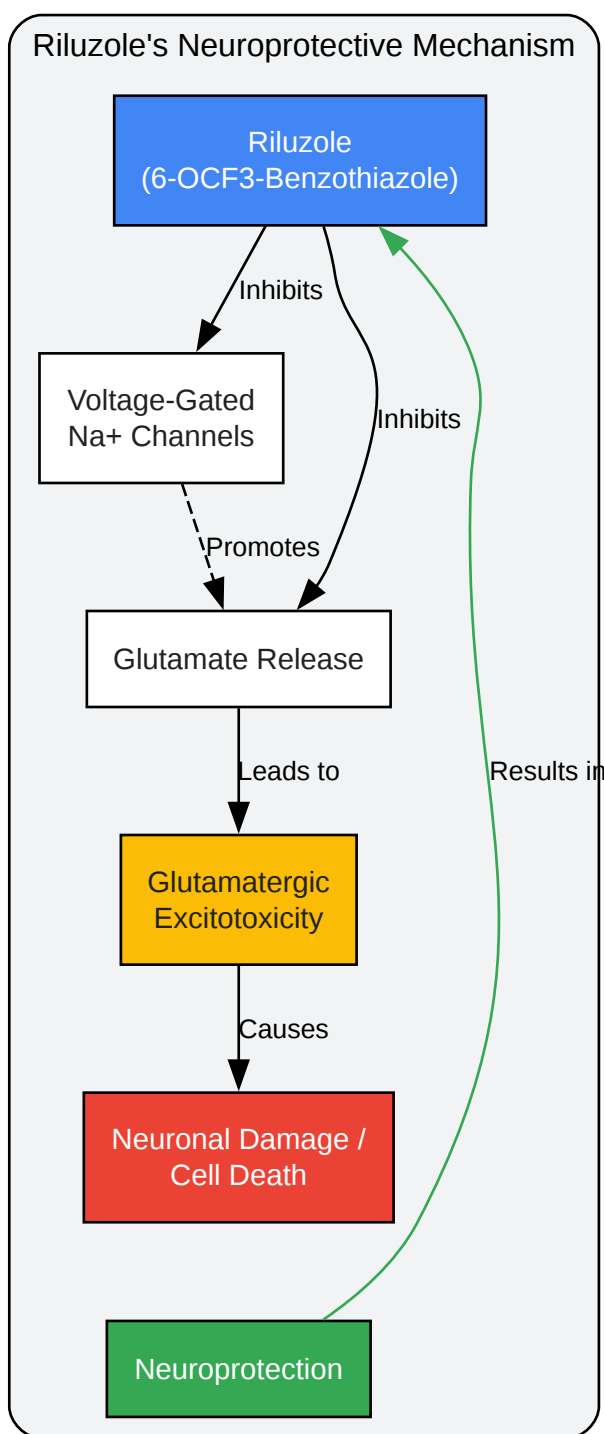 Riluzole's Neuroprotective Mechanism
Riluzole
(6-OCF3-Benzothiazole)
Inhibits
Voltage-Gated
Na+ Channels
Inhibits
Promotes
Glutamate Release
Leads to
Results in
Glutamatergic
Excitotoxicity
Causes
Neuronal Damage /
Cell Death
Neuroprotection